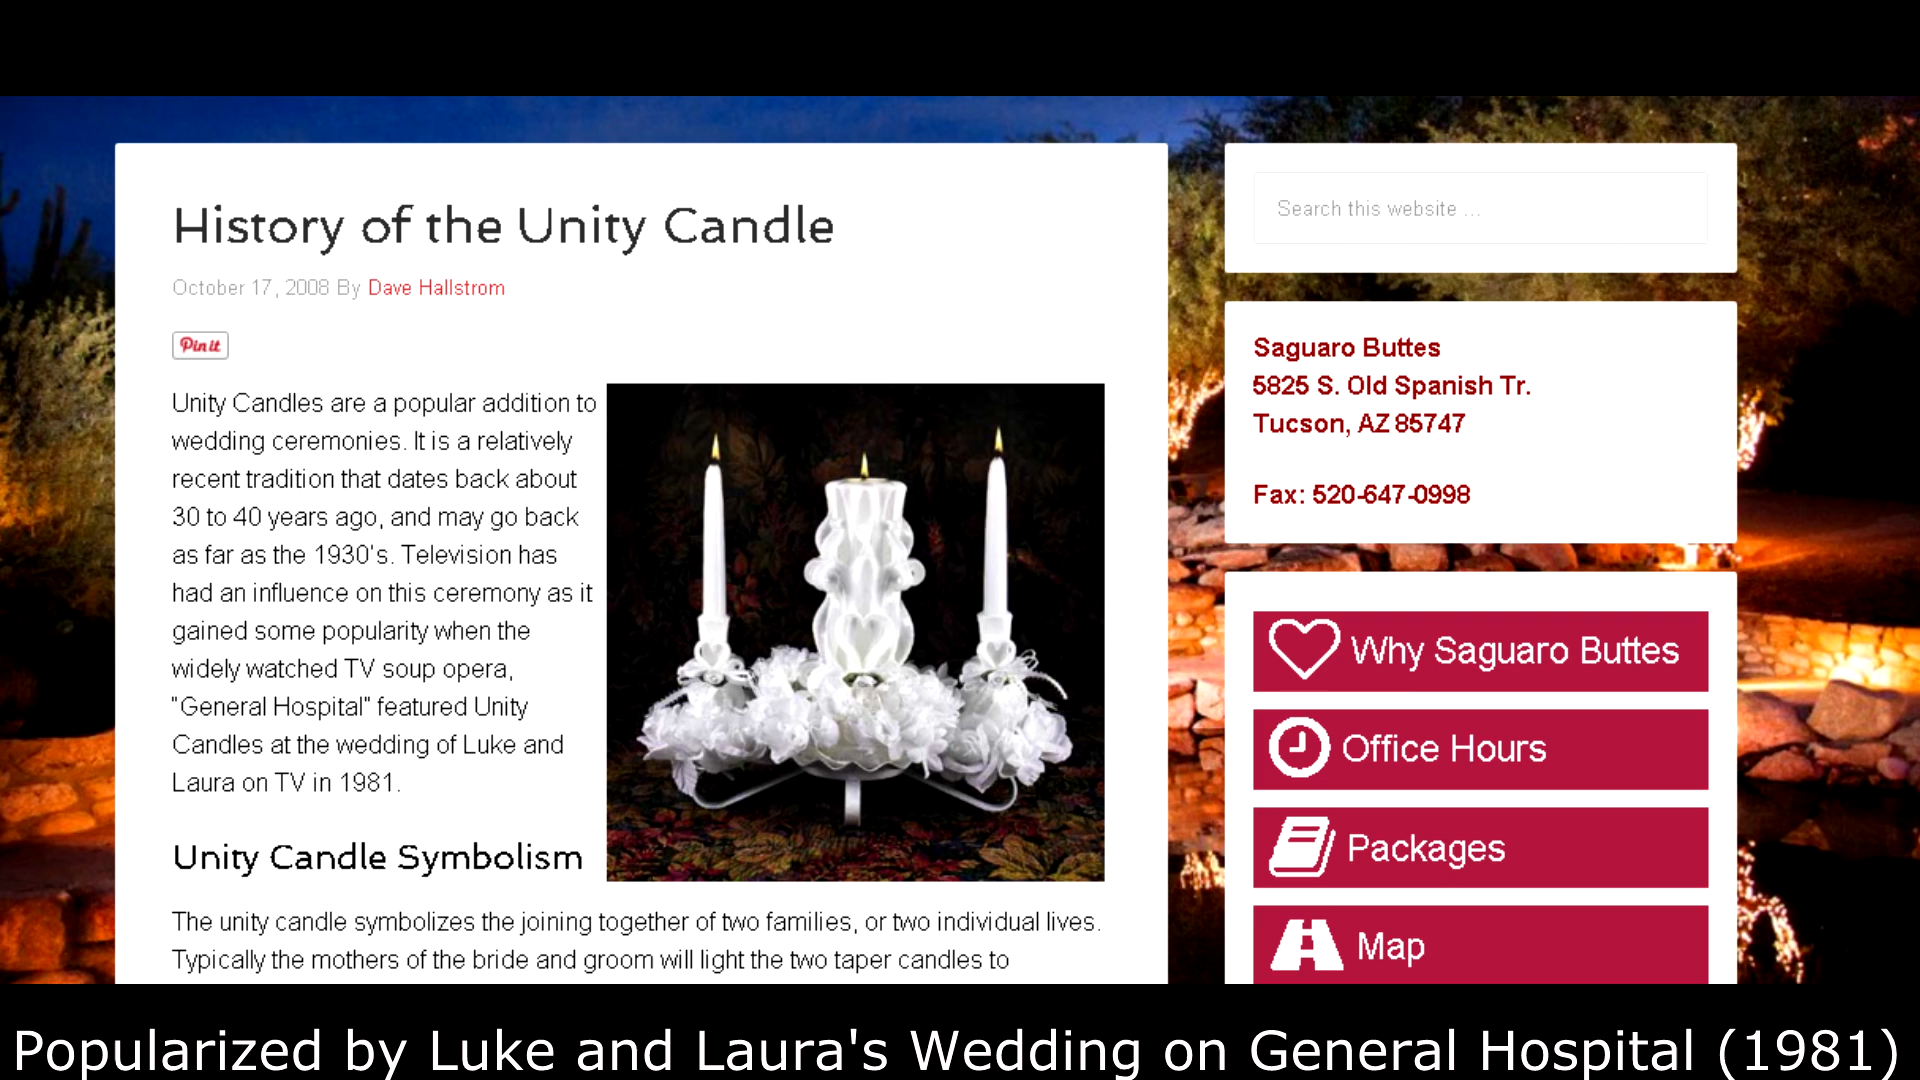 History of the Unity Candle
October 17, 2008 By Dave Hallstrom
Pin it
Unity Candles are a popular addition to
wedding ceremonies. It is a relatively
recent tradition that dates back about
30 to 40 years ago, and may go back
as far as the 1930's. Television has
had an influence on this ceremony as it
gained some popularity when the
widely watched TV soup opera,
"General Hospital" featured Unity
Candles at the wedding of Luke and
Laura on TV in 1981.
Unity Candle Symbolism
The unity candle symbolizes the joining together of two families, or two individual lives.
Typically the mothers of the bride and groom will light the two taper candles to
Search this website ...
Saguaro Buttes
5825 S. Old Spanish Tr.
Tucson, AZ 85747
Fax: 520-647-0998
Why Saguaro Buttes
Office Hours
Packages
Map
Popularized by Luke and Laura's Wedding on General Hospital (1981)